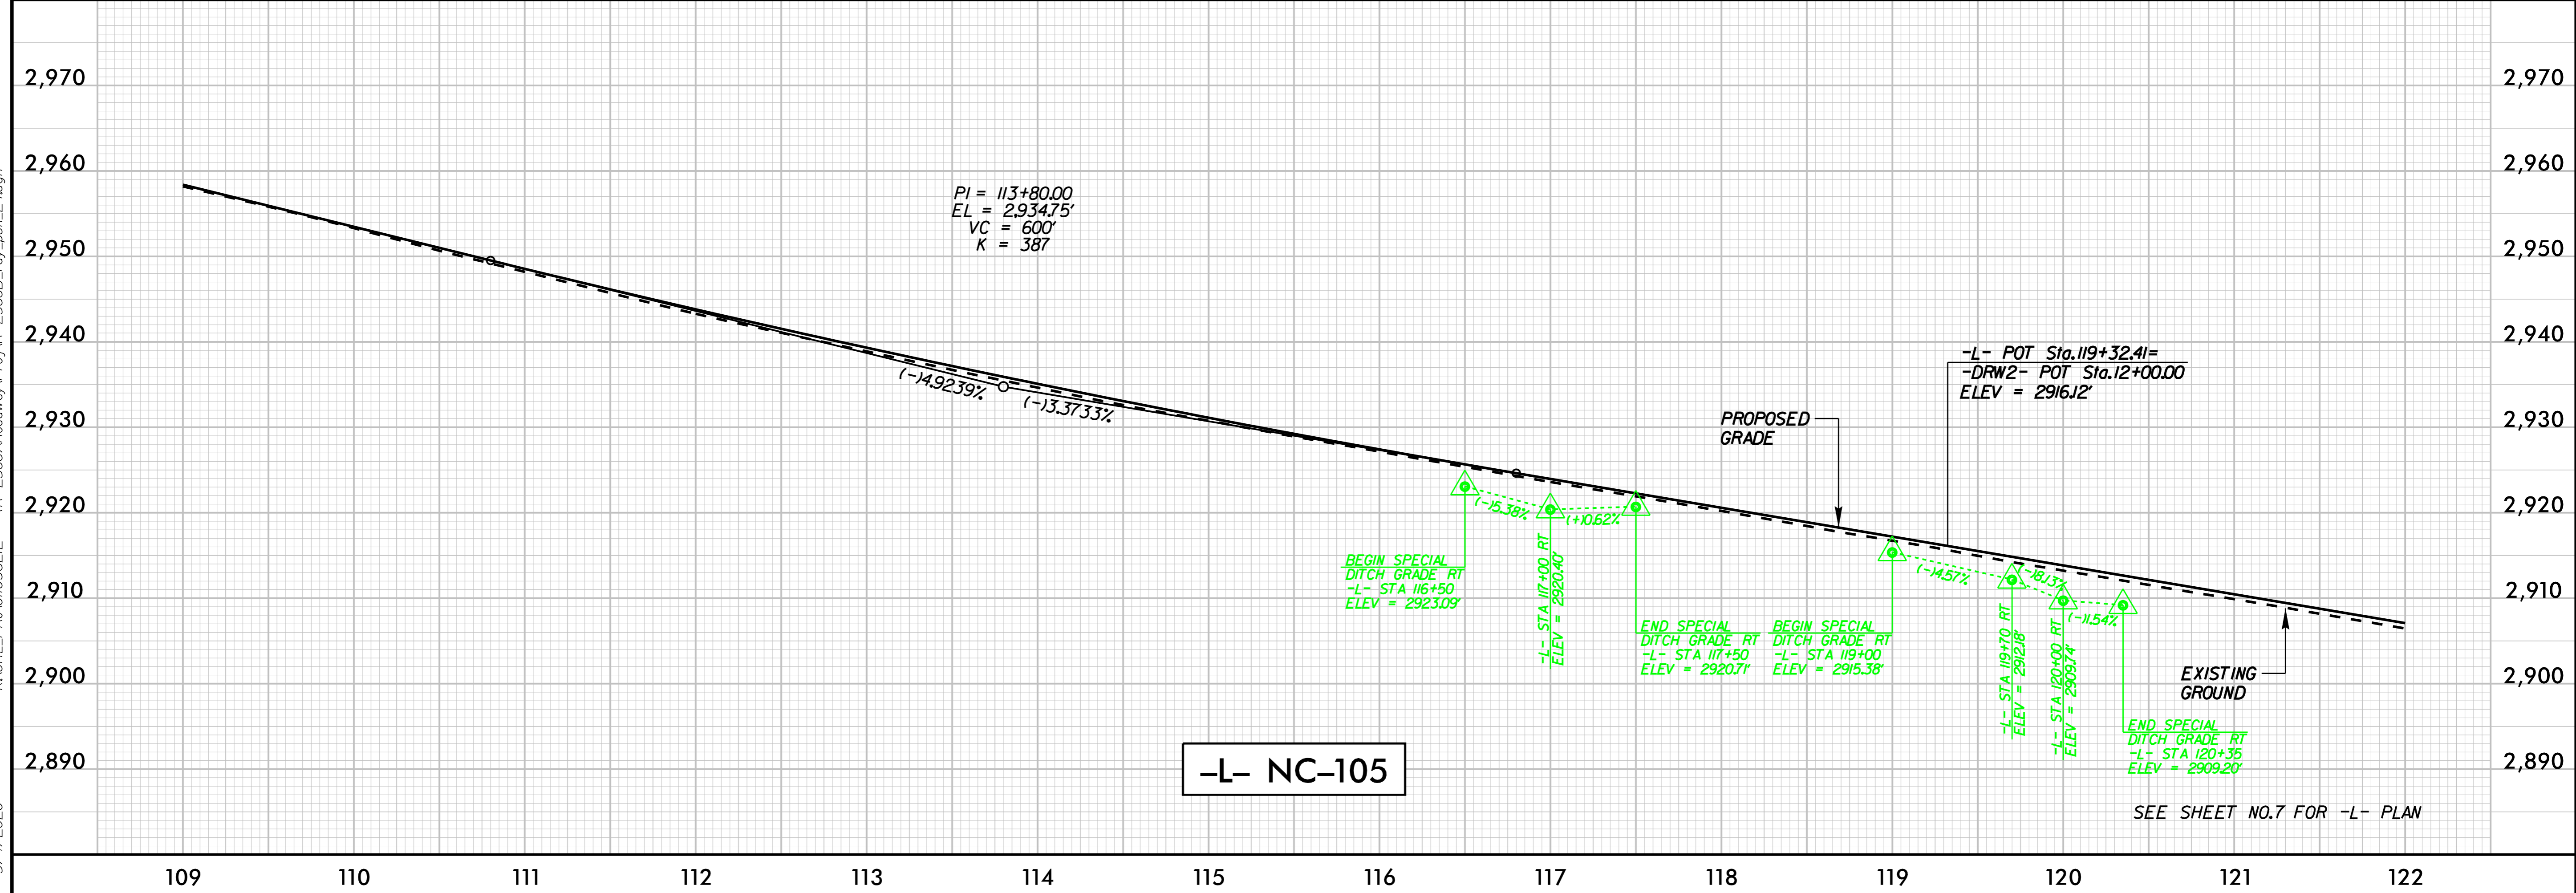 2,970
2,960
2,950
2,940
2,930
2,920
2,910
2,900
2,890
PI = 113+80.00
EL = 2,934.75'
VC = 600'
K = 387
(-)4.9239%
(-)3.3733%
-L- POT Sta.119+32.41=
-DRW2- POT Sta.12+00.00
ELEV = 2916.12'
PROPOSED
GRADE
(-)5.38%
(+)0.62%
BEGIN SPECIAL
DITCH GRADE RT
-L- STA 116+50
ELEV = 2923.09'
-L- STA 117+00 RT
ELEV = 2920.40'
END SPECIAL
DITCH GRADE RT
-L- STA 117+50
ELEV = 2920.71'
BEGIN SPECIAL
DITCH GRADE RT
-L- STA 119+00
ELEV = 2915.38'
(-)4.57%
(-)8.13%
(-)1.54%
-L- STA 119+70 RT
ELEV = 2912.18'
-L- STA 120+00 RT
ELEV = 2909.74'
END SPECIAL
DITCH GRADE RT
-L- STA 120+35
ELEV = 2909.20'
EXISTING
GROUND
-L- NC-105
SEE SHEET NO.7 FOR -L- PLAN
2,970
2,960
2,950
2,940
2,930
2,920
2,910
2,900
2,890
109 110 111 112 113 114 115 116 117 118 119 120 121 122